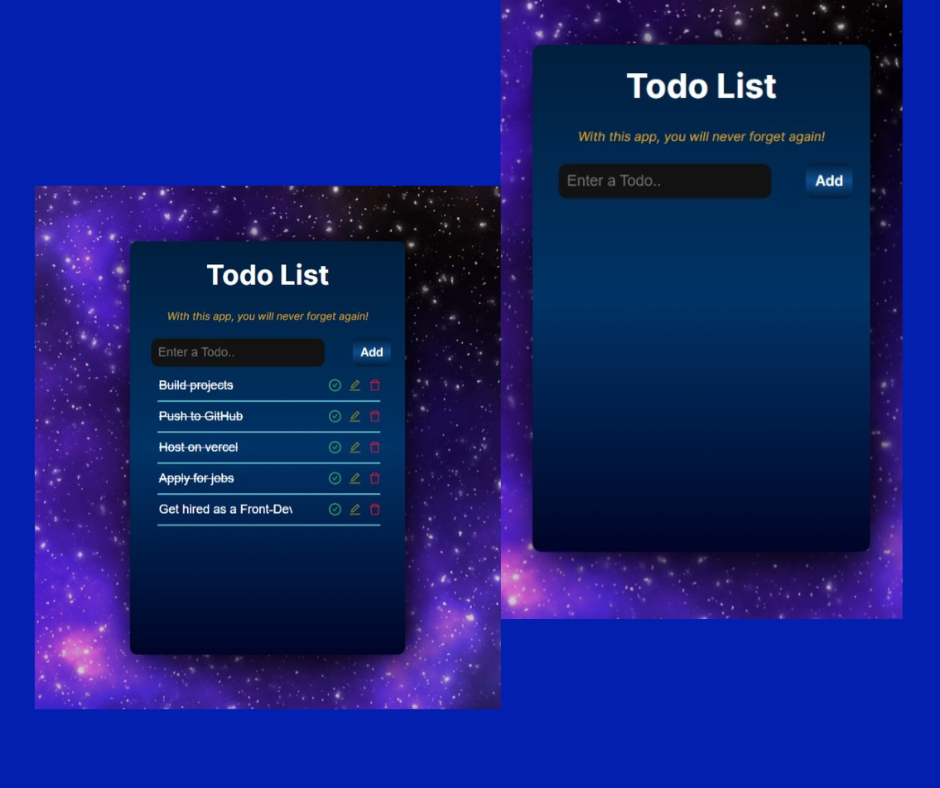 Todo List
With this app, you will never forget again!
Enter a Todo..
Add
Build projects
Push to GitHub
Host on vercel
Apply for jobs
Get hired as a Front-Dev
Todo List
With this app, you will never forget again!
Enter a Todo..
Add